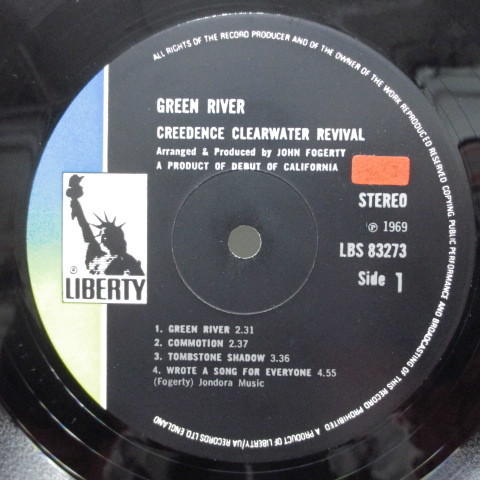 ALL RIGHTS OF THE RECORD PRODUCER AND OF THE OWNER OF THE WORK REPRODUCED RESERVED COPYING PUBLIC PERFORMANCE AND BROADCASTING OF THIS RECORD PROHIBITED A PRODUCT OF LIBERTY/UA RECORDS LTD. ENGLAND
GREEN RIVER
CREEDENCE CLEARWATER REVIVAL
Arranged & Produced by JOHN FOGERTY
A PRODUCT OF DEBUT OF CALIFORNIA
STEREO
℗ 1969
LBS 83273
Side 1
® LIBERTY
1. GREEN RIVER 2.31
2. COMMOTION 2.37
3. TOMBSTONE SHADOW 3.36
4. WROTE A SONG FOR EVERYONE 4.55
(Fogerty) Jondora Music